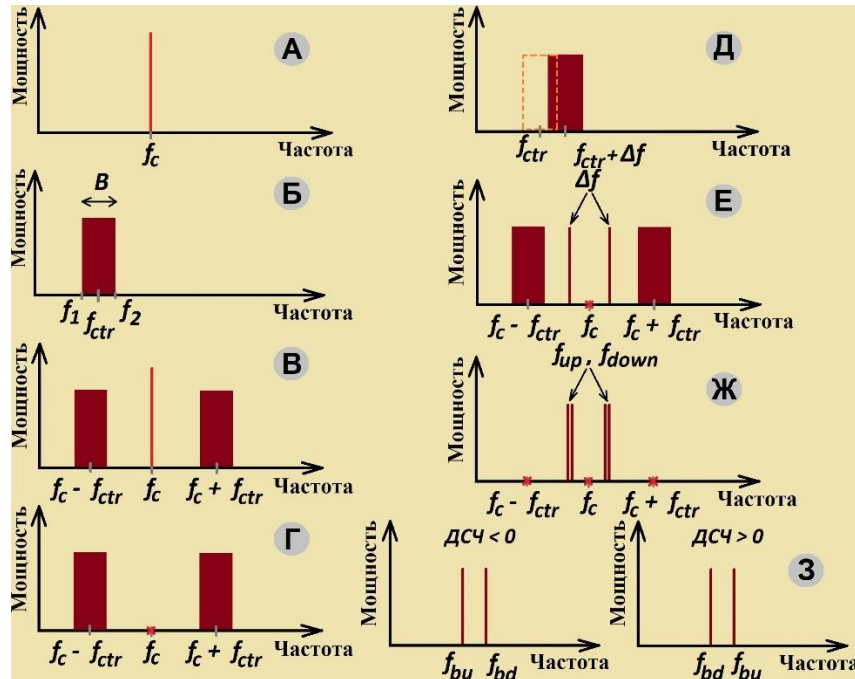 Мощность
А
f_c
Частота
Мощность
B
Б
f_1
f_ctr
f_2
Частота
Мощность
В
f_c - f_ctr
f_c
f_c + f_ctr
Частота
Мощность
Г
f_c - f_ctr
f_c
f_c + f_ctr
Частота
Мощность
Д
f_ctr
f_ctr + Δf
Частота
Мощность
Δf
Е
f_c - f_ctr
f_c
f_c + f_ctr
Частота
Мощность
f_up, f_down
Ж
f_c - f_ctr
f_c
f_c + f_ctr
Частота
Мощность
ДСЧ < 0
f_bu
f_bd
Частота
Мощность
ДСЧ > 0
З
f_bd
f_bu
Частота